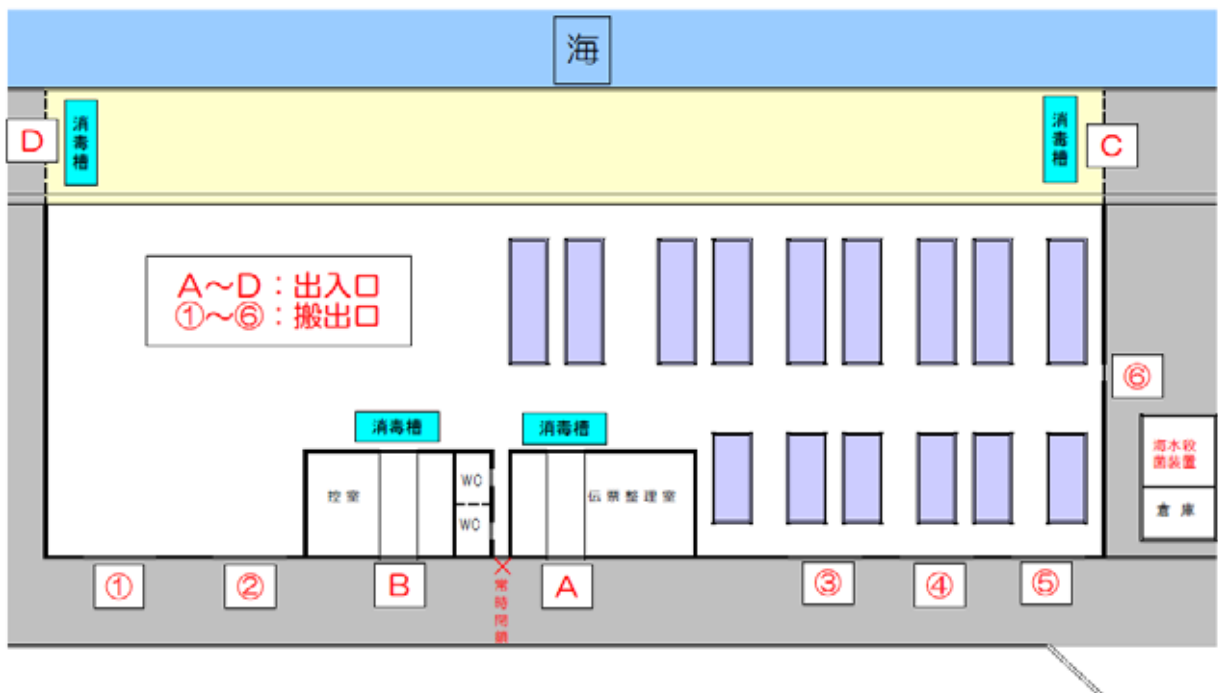 海
D
消毒槽
消毒槽
C
A～D：出入口
①～⑥：搬出口
⑥
消毒槽
消毒槽
海水殺
菌装置
控室
WC
WC
伝票整理室
倉庫
①
②
B
常時閉鎖
A
③
④
⑤